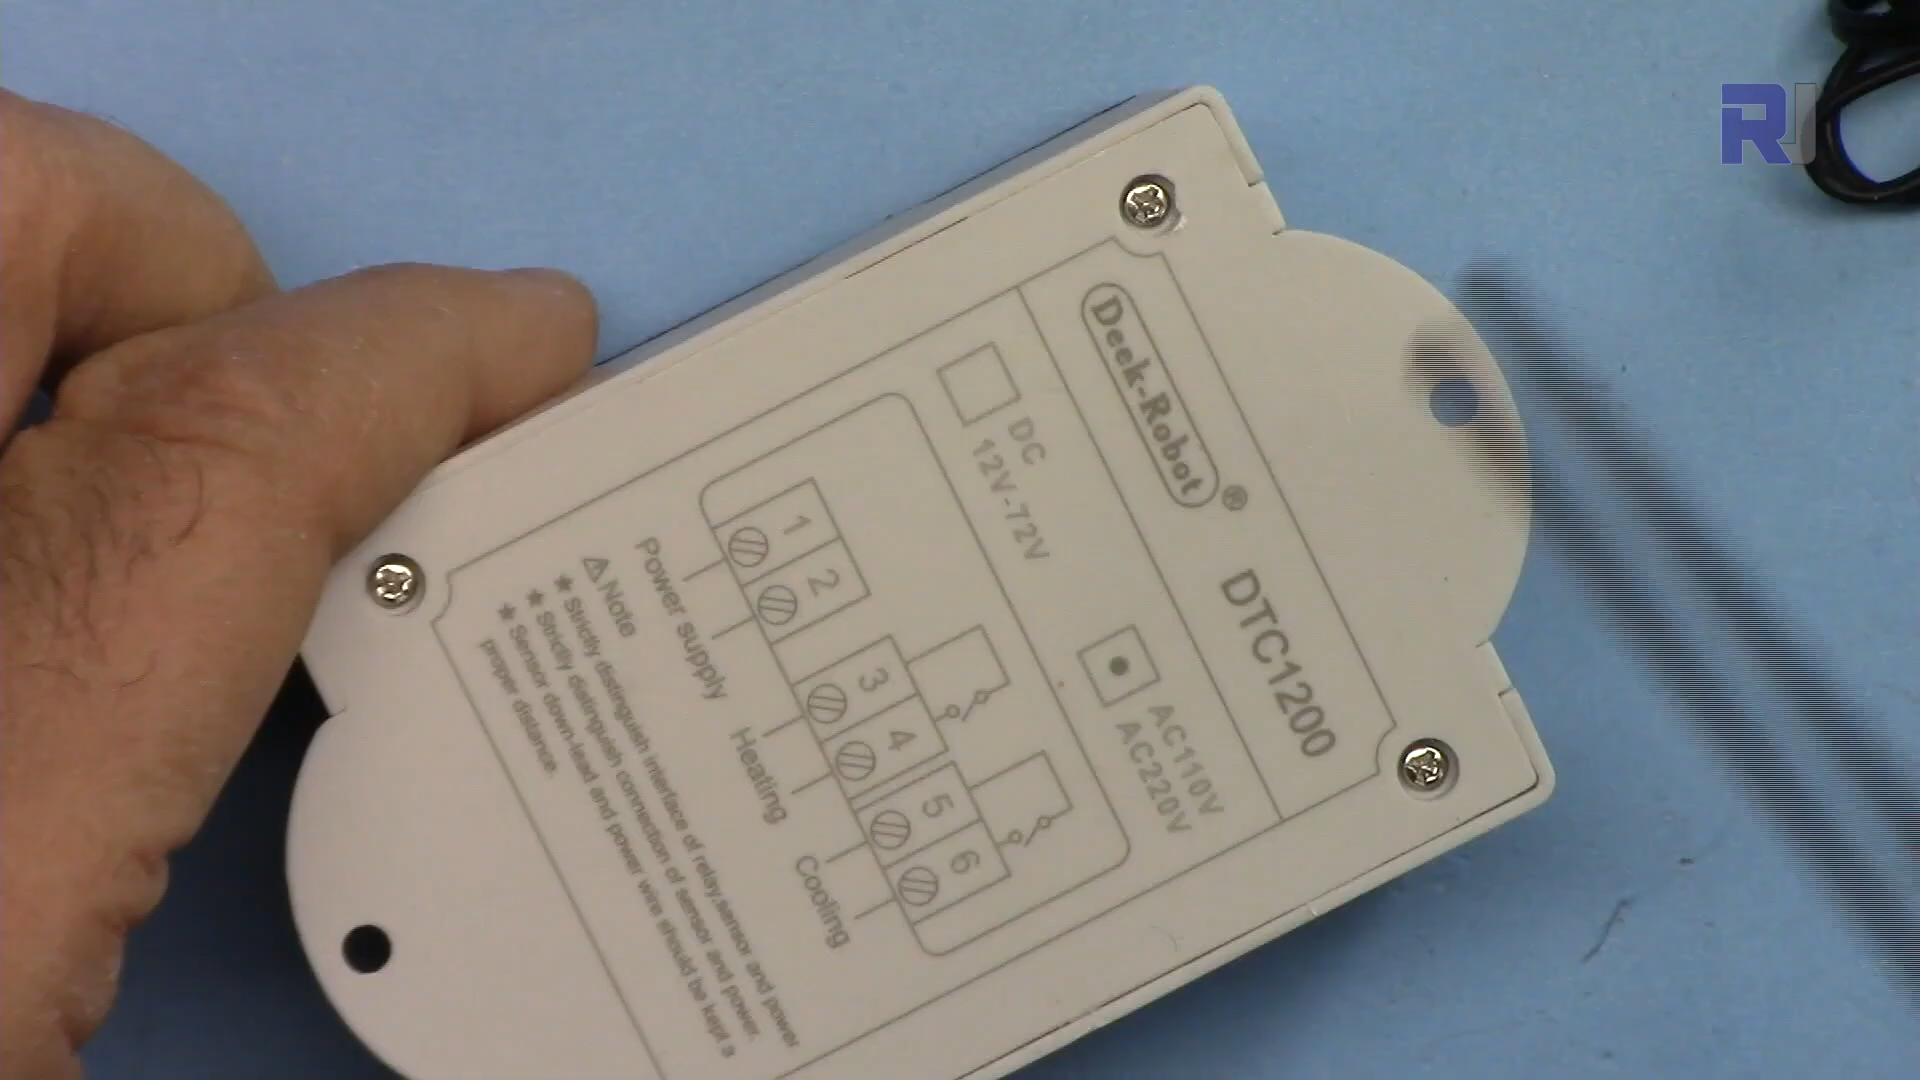 Deek-Robot® DTC1200
DC
12V-72V
AC110V
AC220V
1 2 3 4 5 6
Power supply Heating Cooling
⚠Note
★ Strictly distinguish interface of relay,sensor and power
★ Strictly distinguish connection of sensor and power.
★ Sensor down-lead and power wire should be kept a
proper distance.
RJ